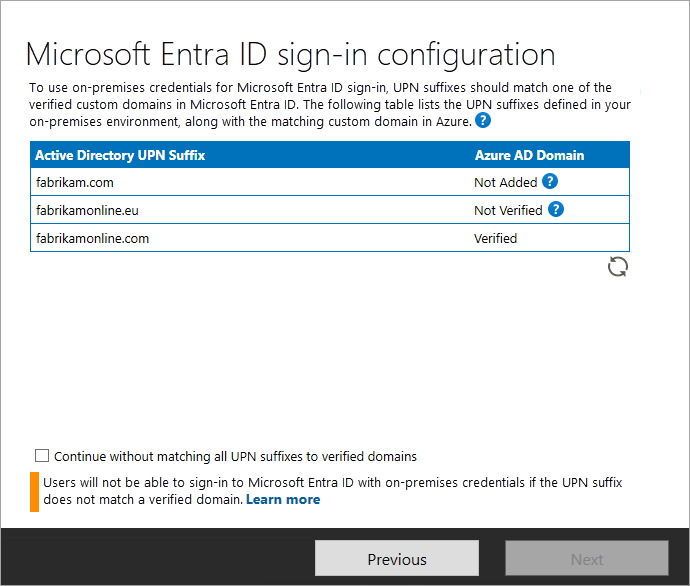 Microsoft Entra ID sign-in configuration
To use on-premises credentials for Microsoft Entra ID sign-in, UPN suffixes should match one of the
verified custom domains in Microsoft Entra ID. The following table lists the UPN suffixes defined in your
on-premises environment, along with the matching custom domain in Azure. ?
Active Directory UPN Suffix Azure AD Domain
fabrikam.com Not Added ?
fabrikamonline.eu Not Verified ?
fabrikamonline.com Verified
Continue without matching all UPN suffixes to verified domains
Users will not be able to sign-in to Microsoft Entra ID with on-premises credentials if the UPN suffix
does not match a verified domain. Learn more
Previous Next